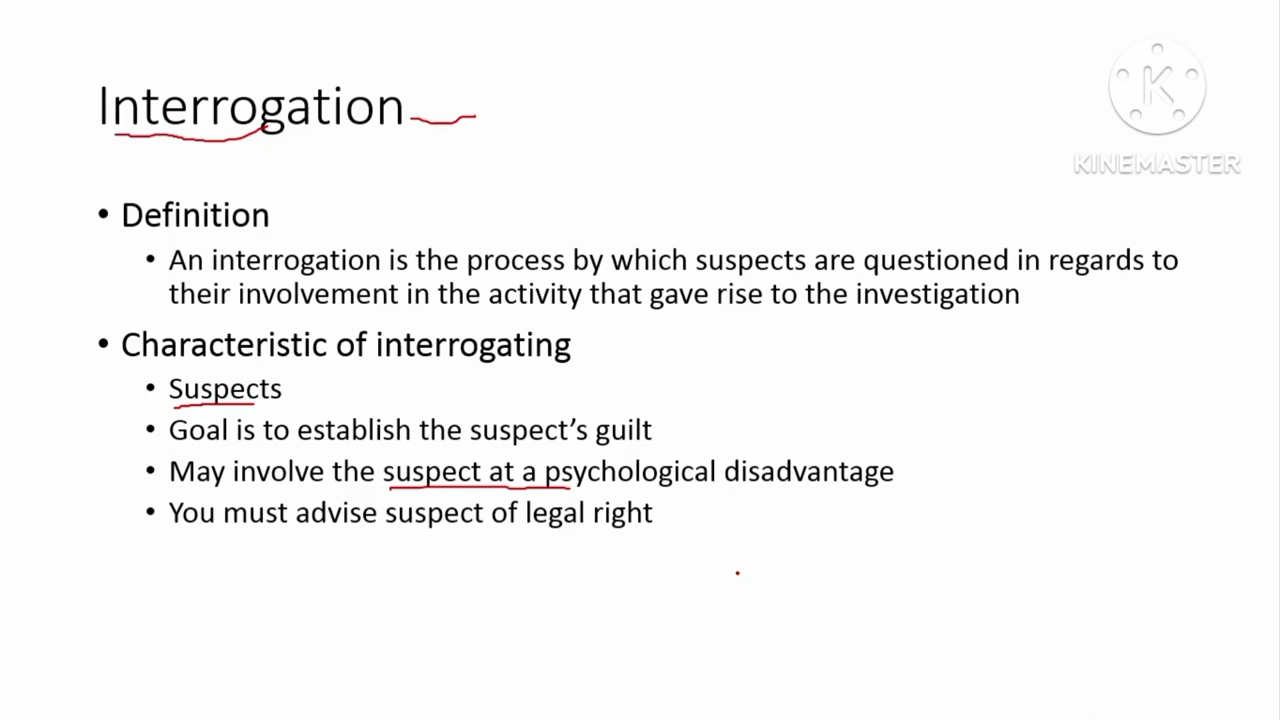 Interrogation
K
KINEMASTER
• Definition
• An interrogation is the process by which suspects are questioned in regards to
their involvement in the activity that gave rise to the investigation
• Characteristic of interrogating
• Suspects
• Goal is to establish the suspect’s guilt
• May involve the suspect at a psychological disadvantage
• You must advise suspect of legal right